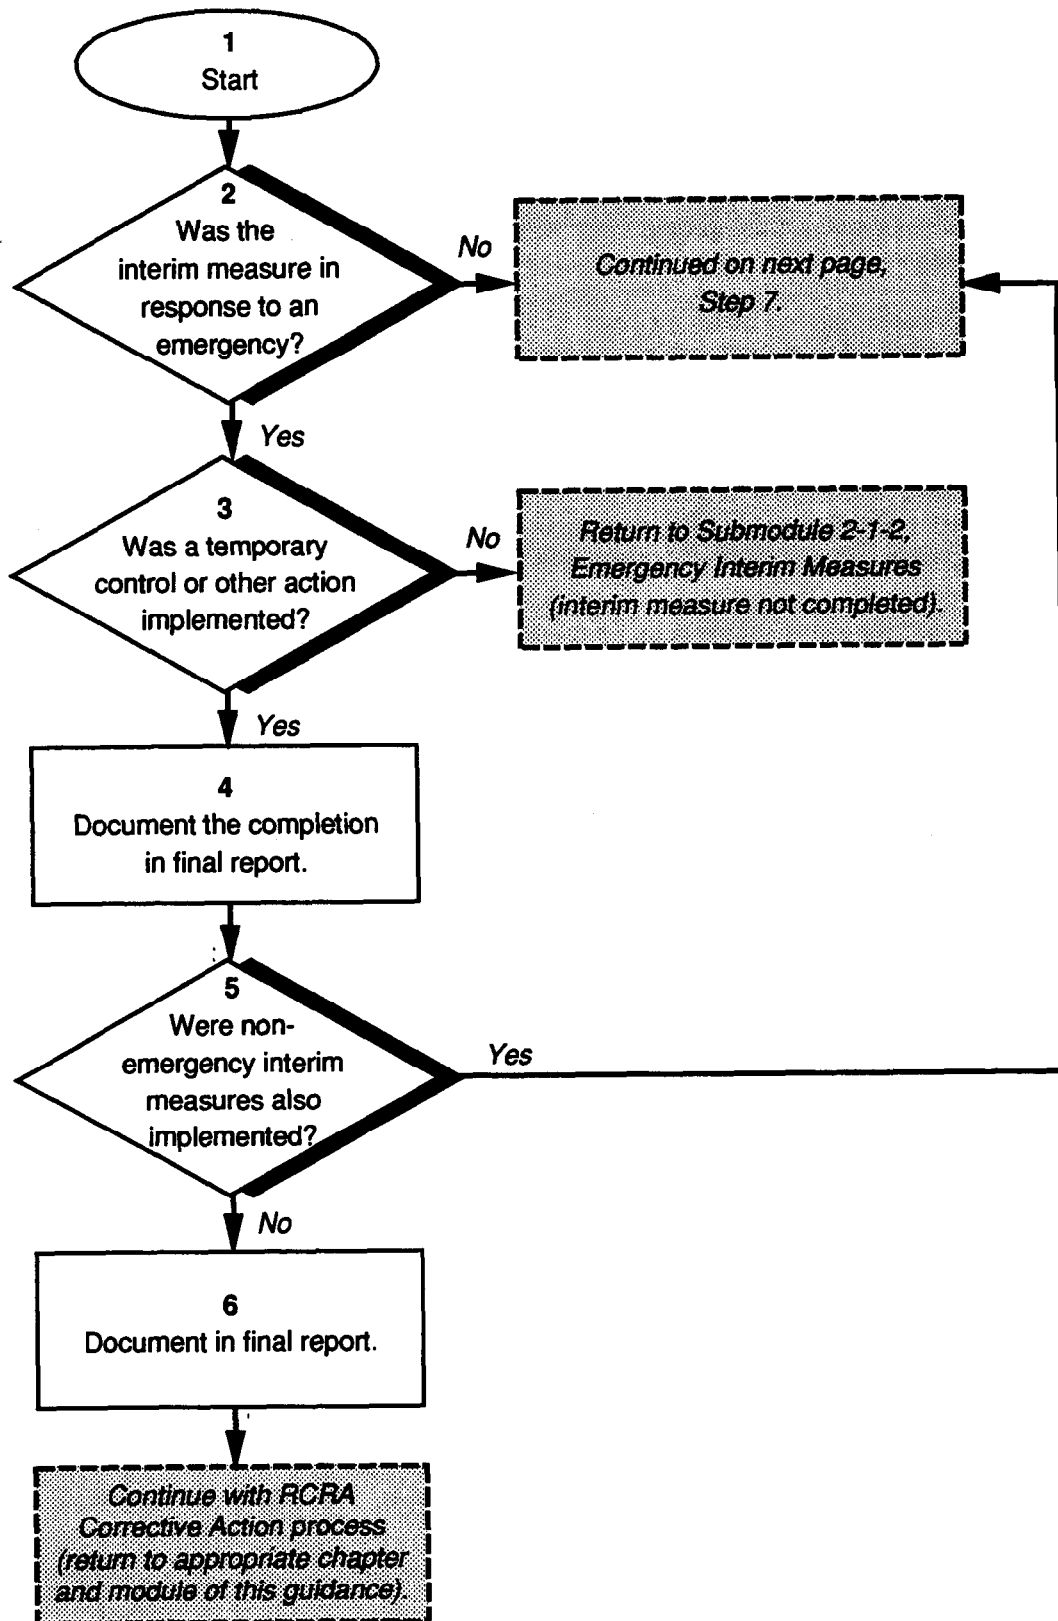 1
Start
2
Was the
interim measure in
response to an
emergency?
No
Continued on next page,
Step 7.
Yes
3
Was a temporary
control or other action
implemented?
No
Return to Submodule 2-1-2,
Emergency Interim Measures
(interim measure not completed).
Yes
4
Document the completion
in final report.
5
Were non-
emergency interim
measures also
implemented?
Yes
No
6
Document in final report.
Continue with RCRA
Corrective Action process
(return to appropriate chapter
and module of this guidance).